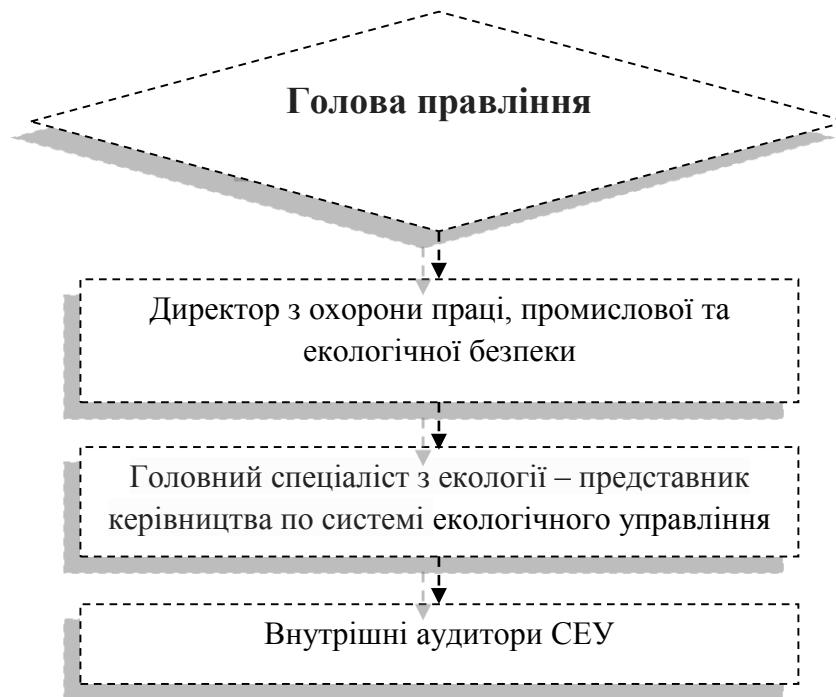 Голова правління
Директор з охорони праці, промислової та
екологічної безпеки
Головний спеціаліст з екології – представник
керівництва по системі екологічного управління
Внутрішні аудитори СЕУ